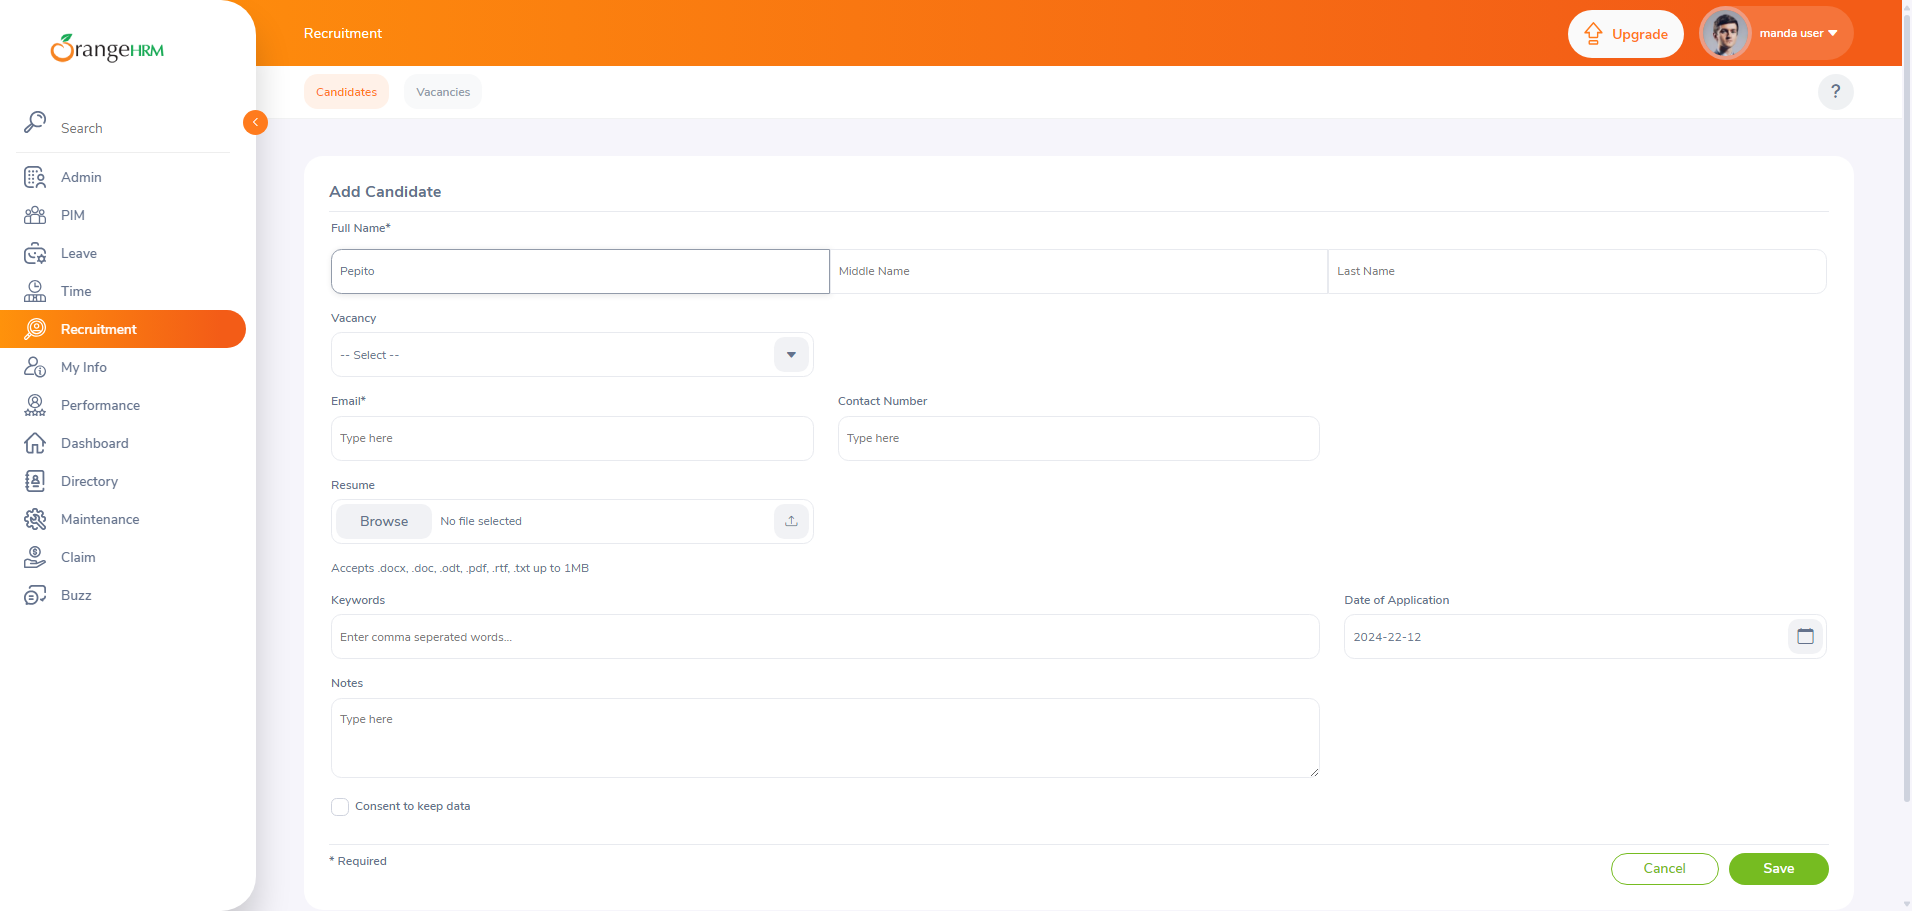 OrangeHRM
Recruitment
Upgrade
manda user
Candidates
Vacancies
?
Search
Admin
PIM
Leave
Time
Recruitment
My Info
Performance
Dashboard
Directory
Maintenance
Claim
Buzz
Add Candidate
Full Name*
Pepito
Middle Name
Last Name
Vacancy
-- Select --
Email*
Contact Number
Type here
Type here
Resume
Browse
No file selected
Accepts .docx, .doc, .odt, .pdf, .rtf, .txt up to 1MB
Keywords
Date of Application
Enter comma seperated words...
2024-22-12
Notes
Type here
Consent to keep data
* Required
Cancel
Save